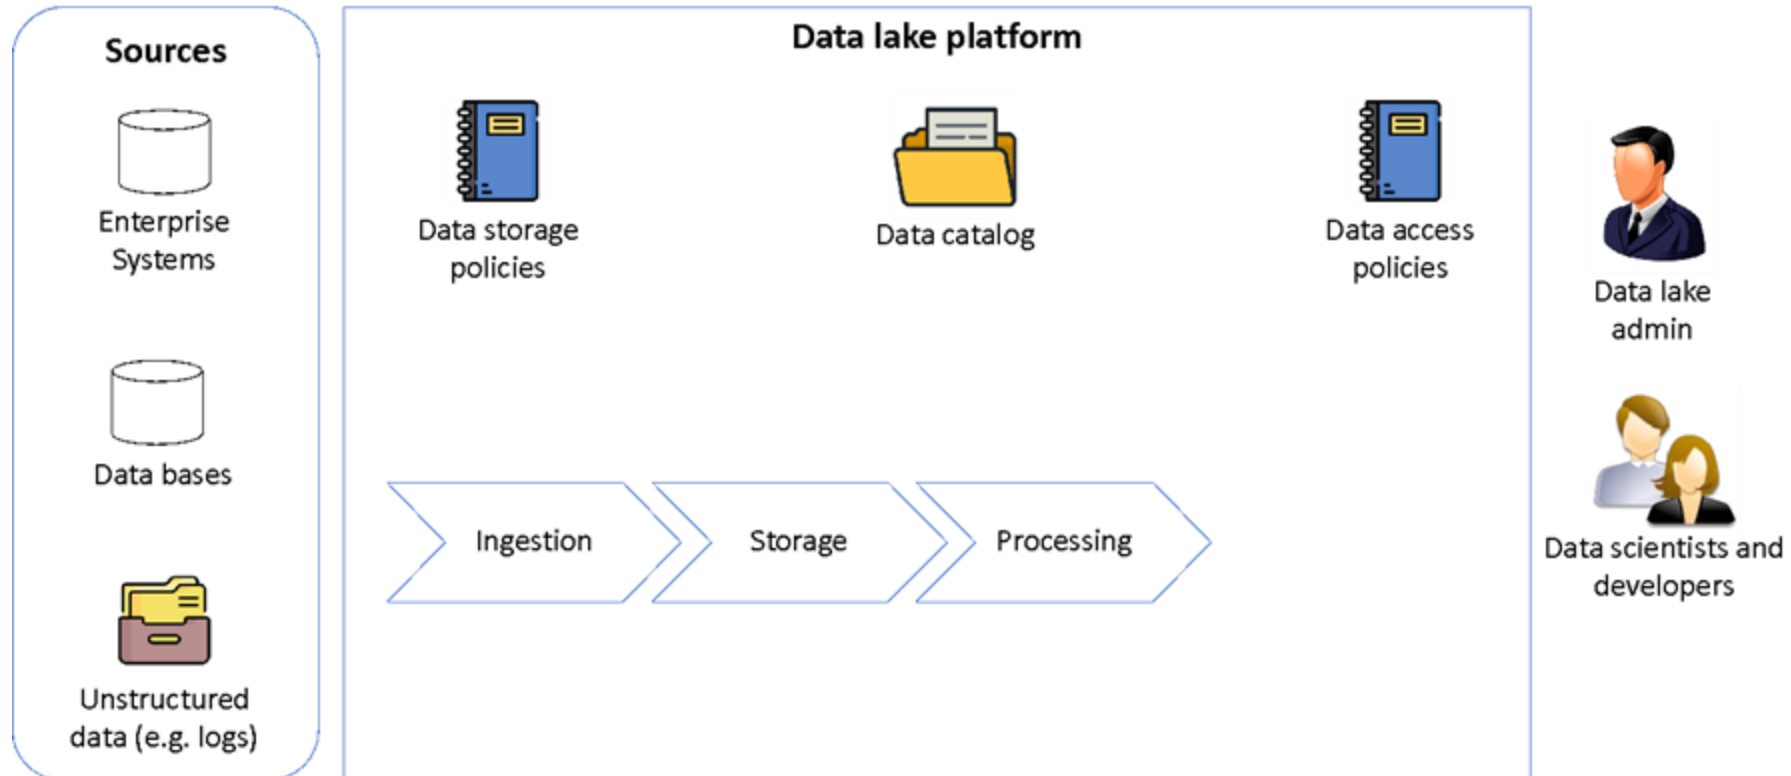 Sources
Enterprise
Systems
Data bases
Unstructured
data (e.g. logs)
Data lake platform
Data storage
policies
Data catalog
Data access
policies
Ingestion
Storage
Processing
Data lake
admin
Data scientists and
developers